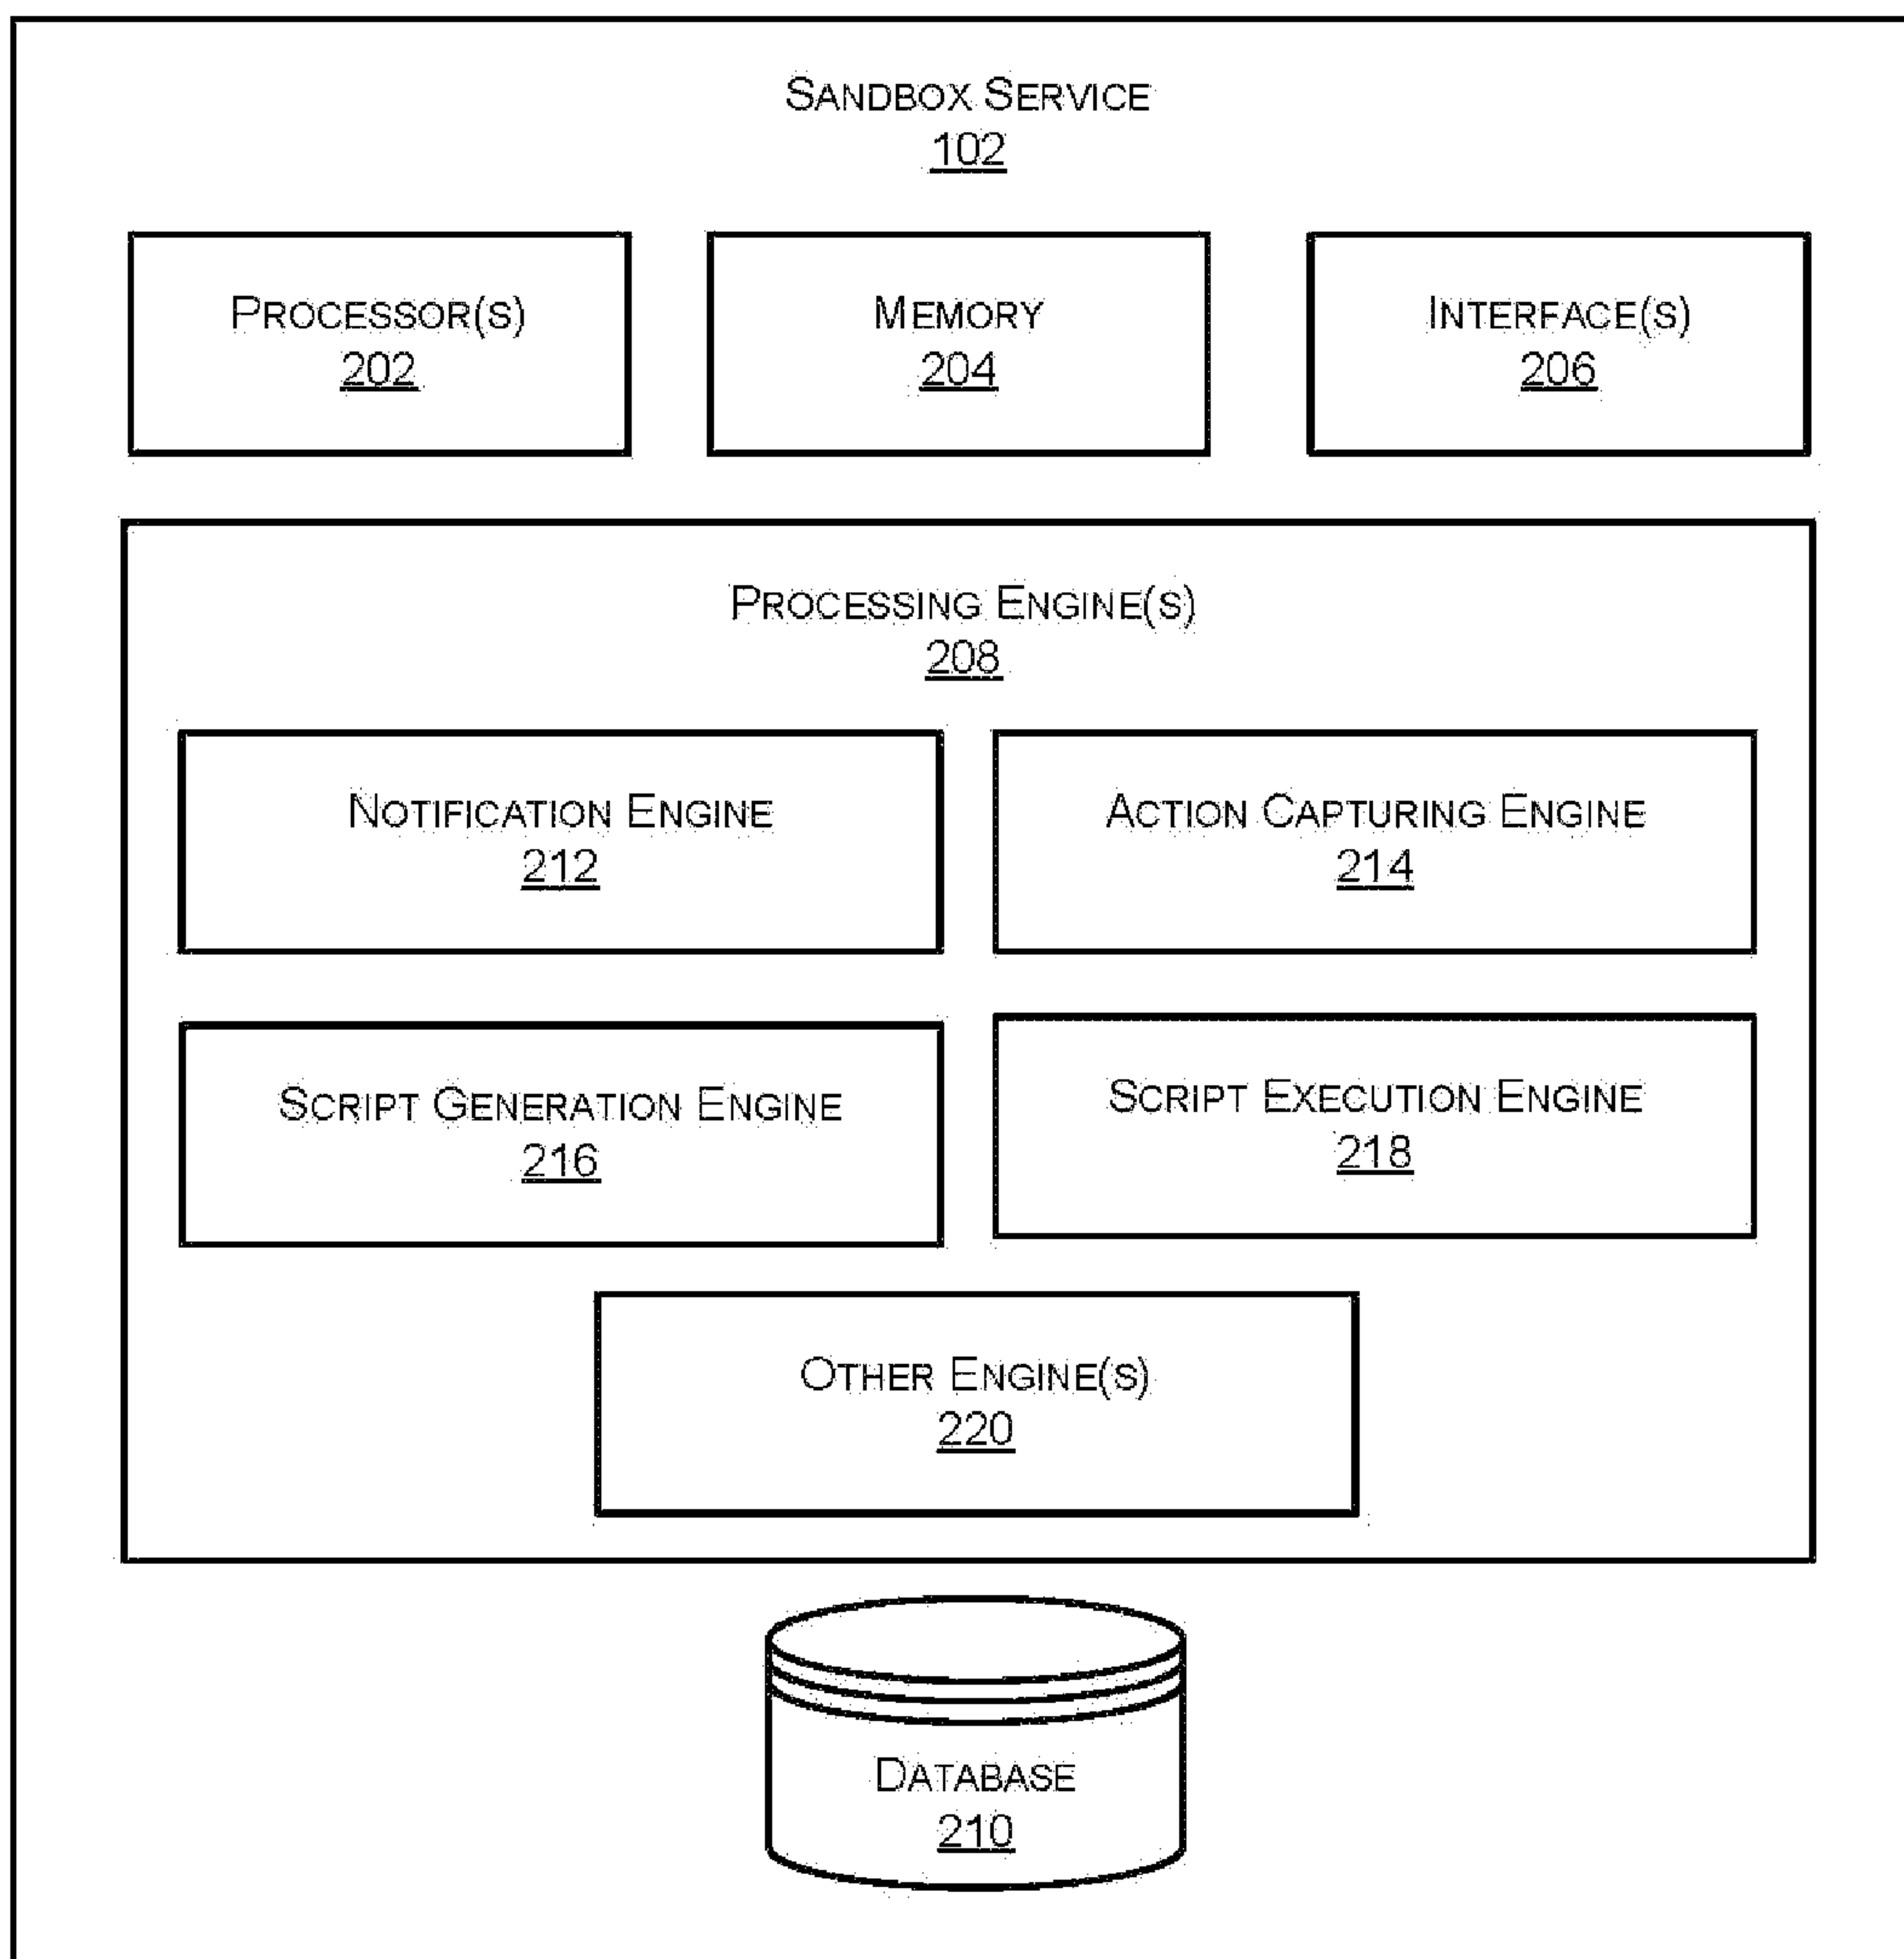 SANDBOX SERVICE
102
PROCESSOR(S)
202
MEMORY
204
INTERFACE(S)
206
PROCESSING ENGINE(S)
208
NOTIFICATION ENGINE
212
ACTION CAPTURING ENGINE
214
SCRIPT GENERATION ENGINE
216
SCRIPT EXECUTION ENGINE
218
OTHER ENGINE(S)
220
DATABASE
210